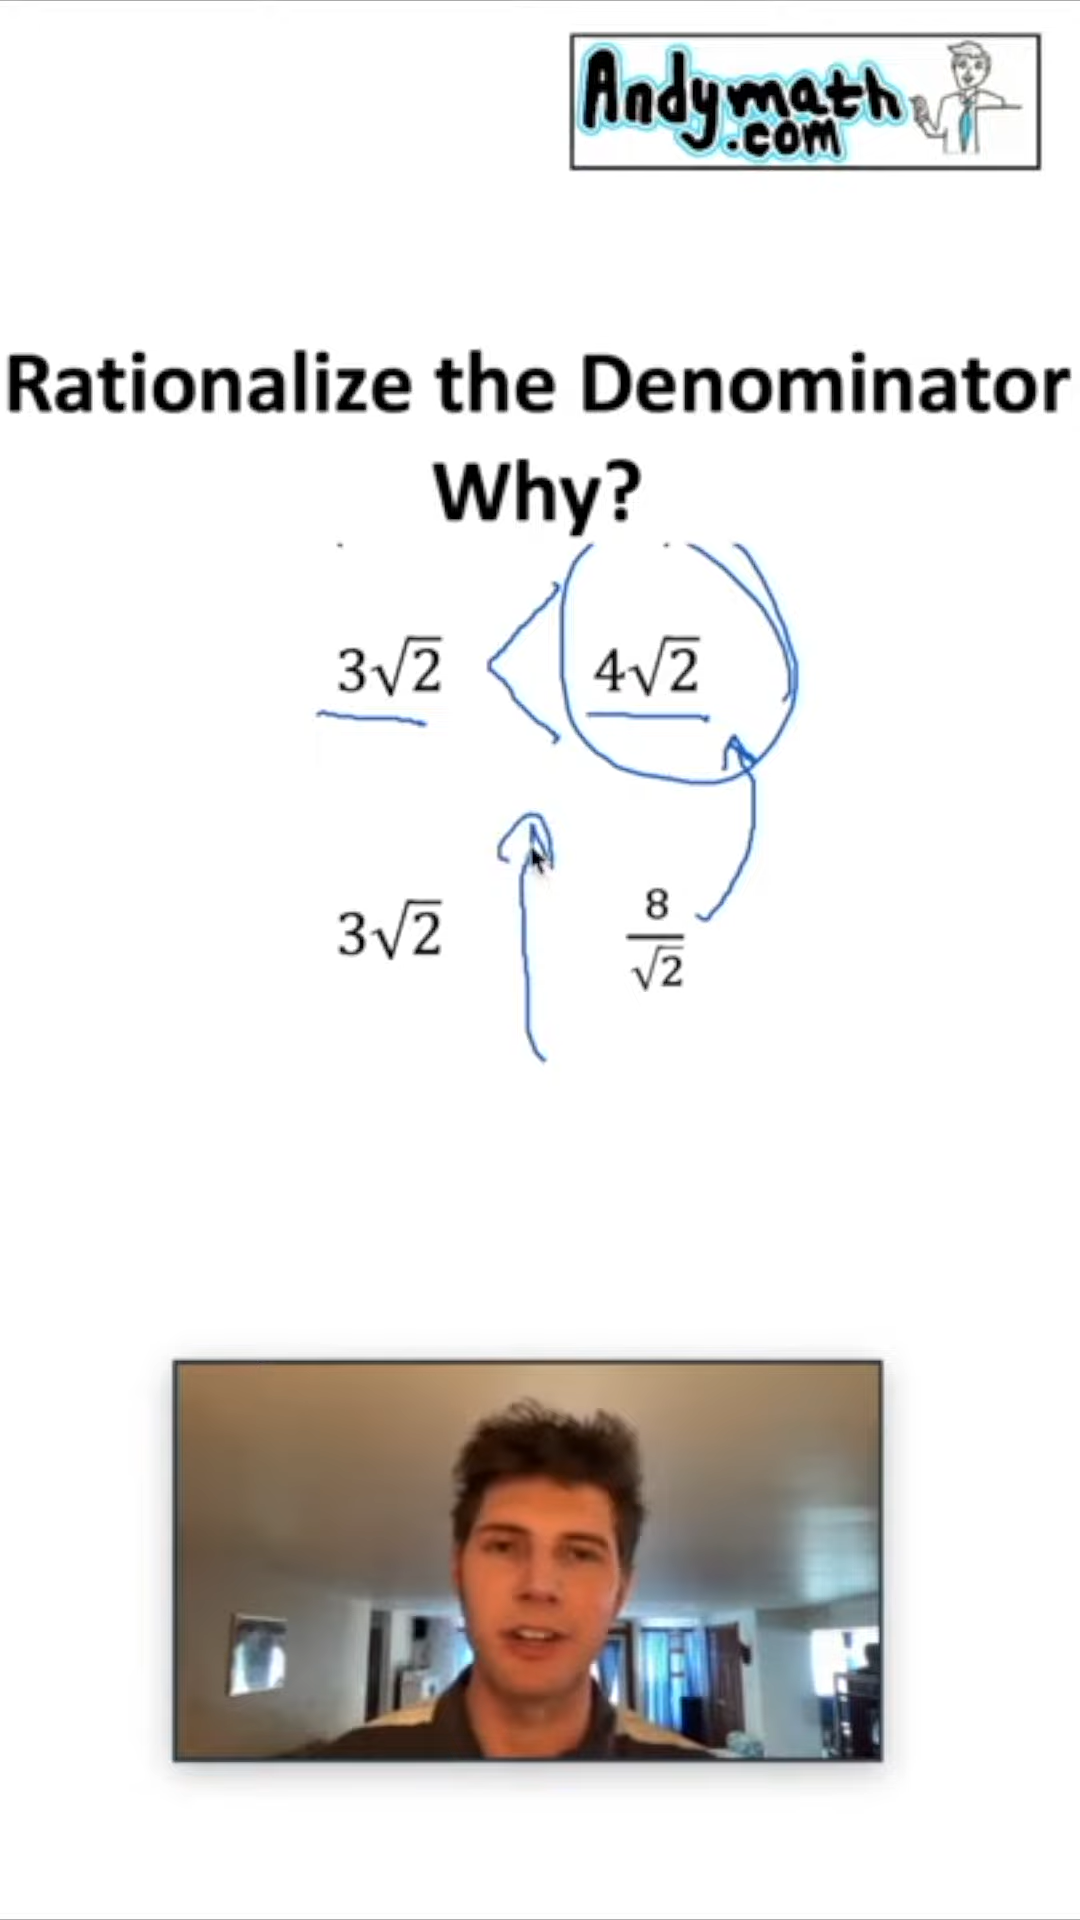 Andymath
.com
Rationalize the Denominator
Why?
3√2 < 4√2
3√2 8/√2